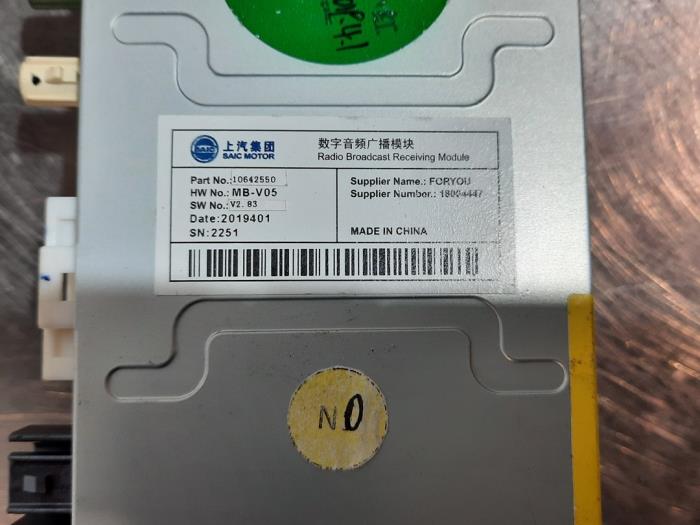 上汽集团
SAIC
SAIC MOTOR
数字音频广播模块
Radio Broadcast Receiving Module
Part No.: 10642550
HW No.: MB-V05
SW No.: V2.83
Date:2019401
SN:2251
Supplier Name.: FORYOU
Supplier Number.: 18004447
MADE IN CHINA
NO